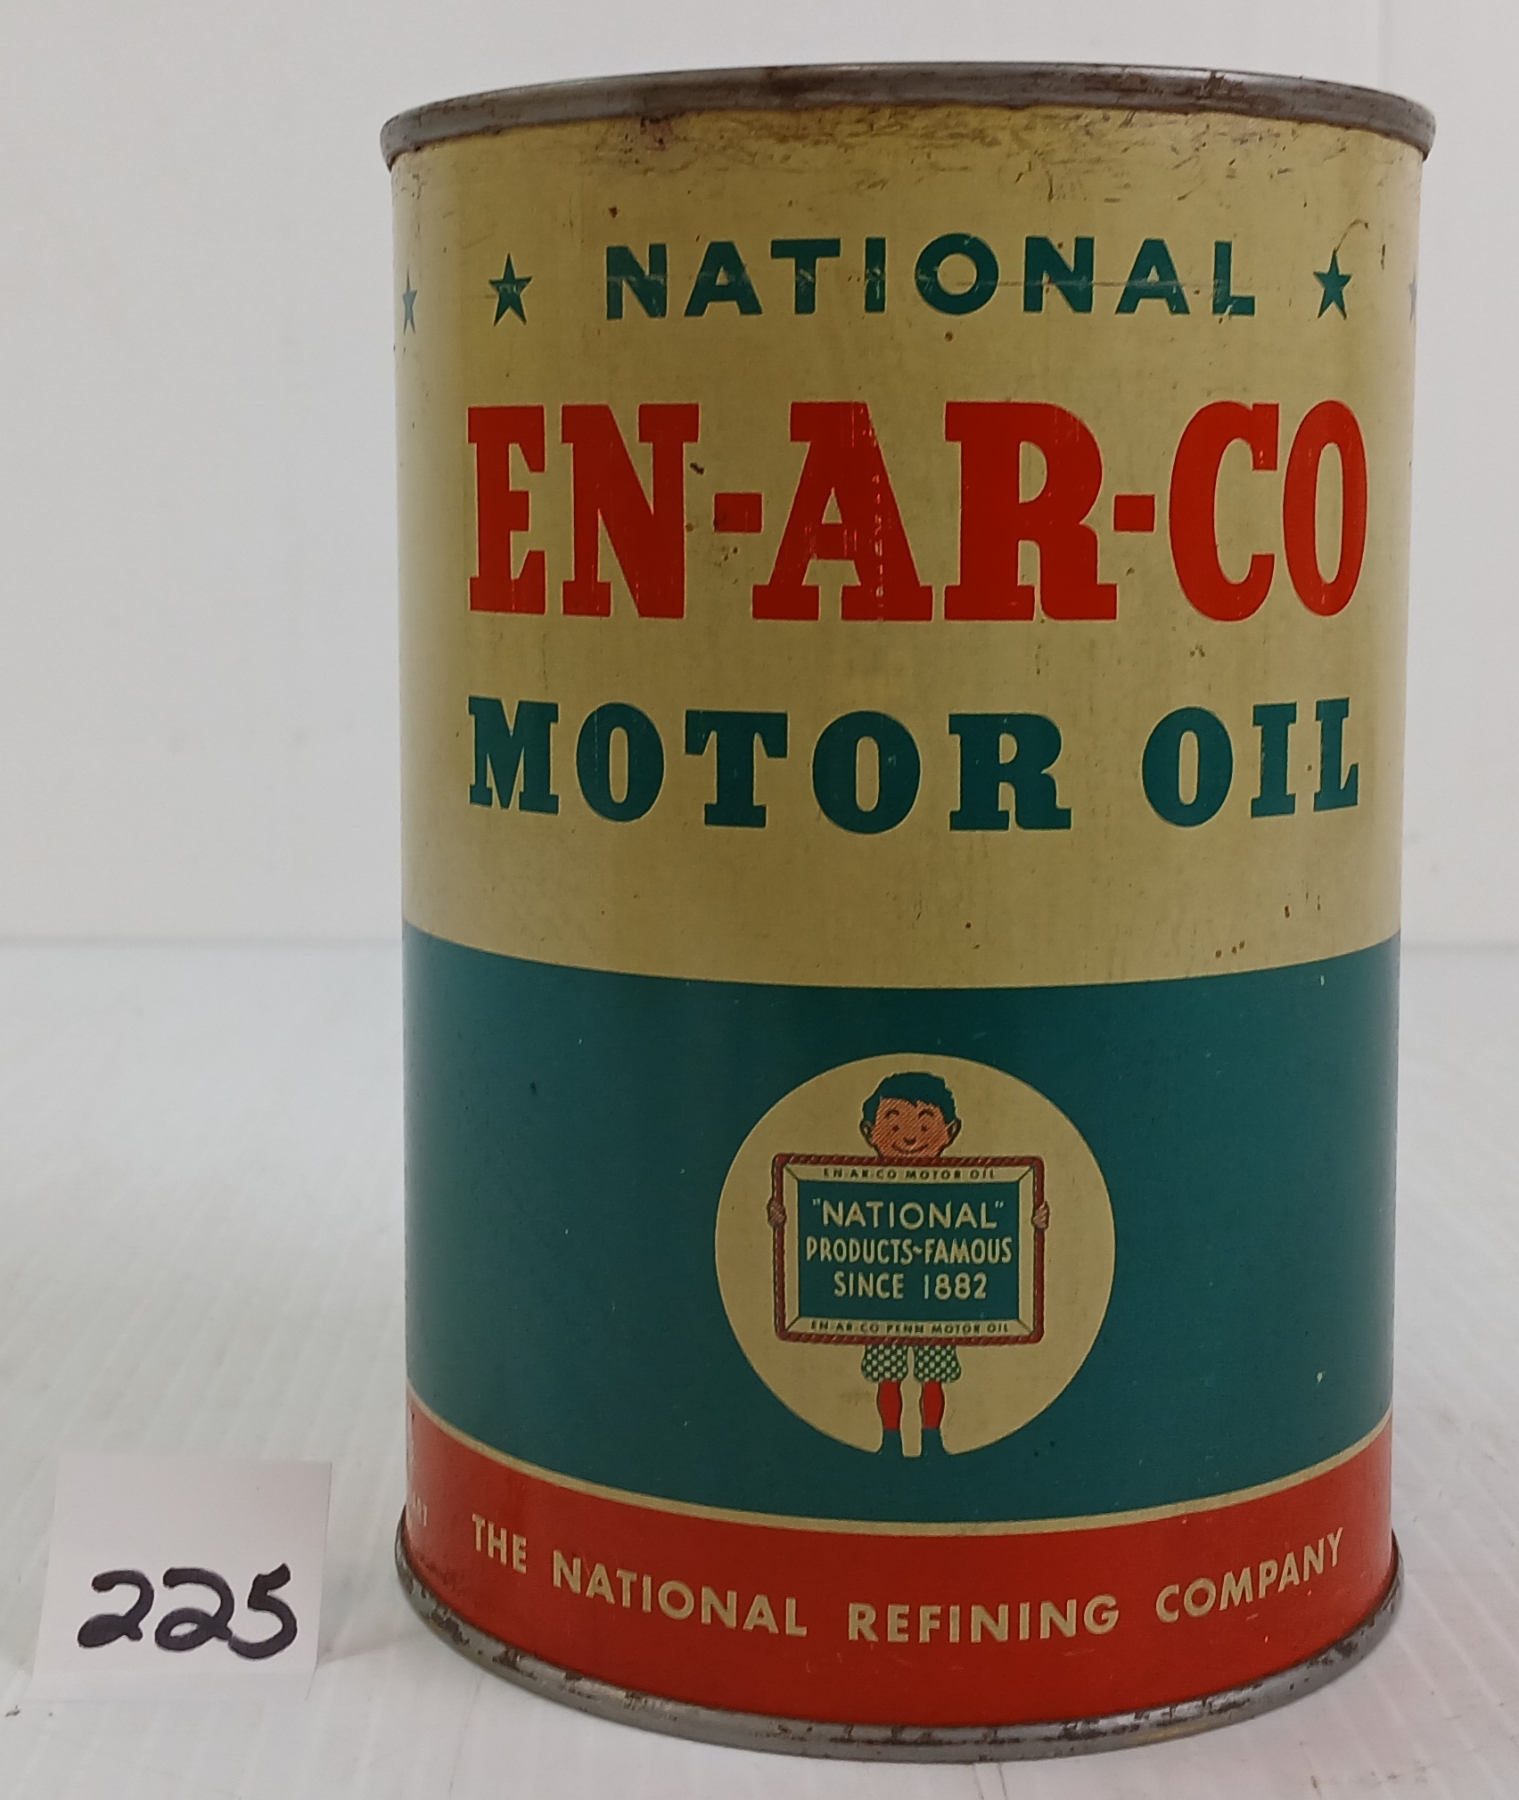 NATIONAL
EN-AR-CO
MOTOR OIL
EN-AR-CO MOTOR OIL
"NATIONAL"
PRODUCTS~FAMOUS
SINCE 1882
EN-AR-CO PENN MOTOR OIL
THE NATIONAL REFINING COMPANY
225